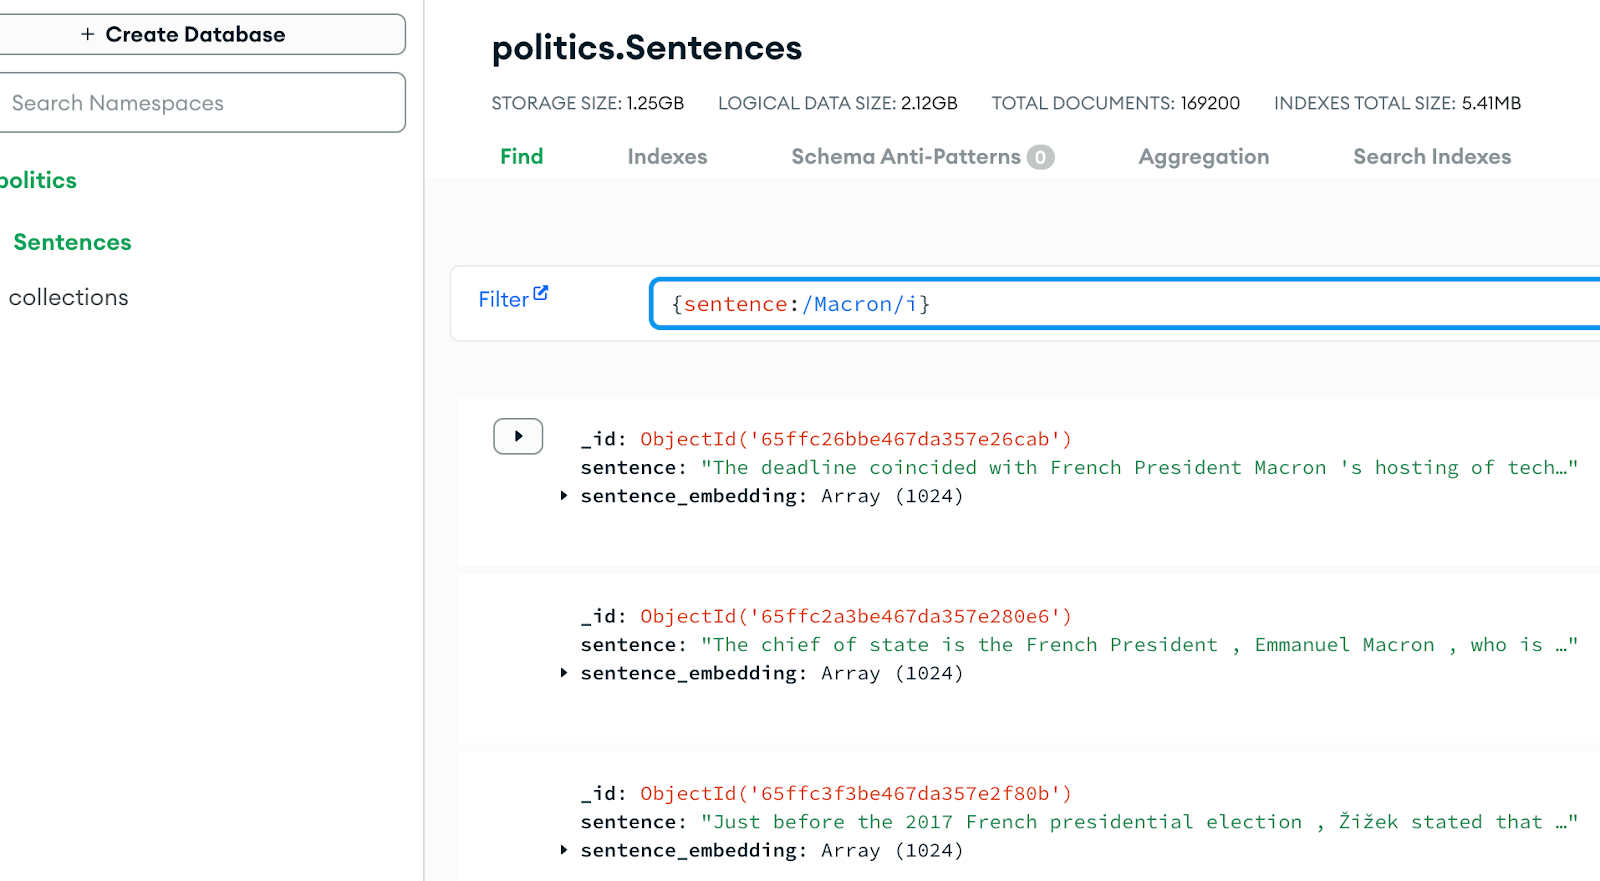 + Create Database
Search Namespaces
politics
Sentences
collections
politics.Sentences
STORAGE SIZE: 1.25GB LOGICAL DATA SIZE: 2.12GB TOTAL DOCUMENTS: 169200 INDEXES TOTAL SIZE: 5.41MB
Find Indexes Schema Anti-Patterns 0 Aggregation Search Indexes
Filter {sentence:/Macron/i}
_id: ObjectId('65ffc26bbe467da357e26cab')
sentence: "The deadline coincided with French President Macron 's hosting of tech…"
sentence_embedding: Array (1024)
_id: ObjectId('65ffc2a3be467da357e280e6')
sentence: "The chief of state is the French President , Emmanuel Macron , who is …"
sentence_embedding: Array (1024)
_id: ObjectId('65ffc3f3be467da357e2f80b')
sentence: "Just before the 2017 French presidential election , Žižek stated that …"
sentence_embedding: Array (1024)